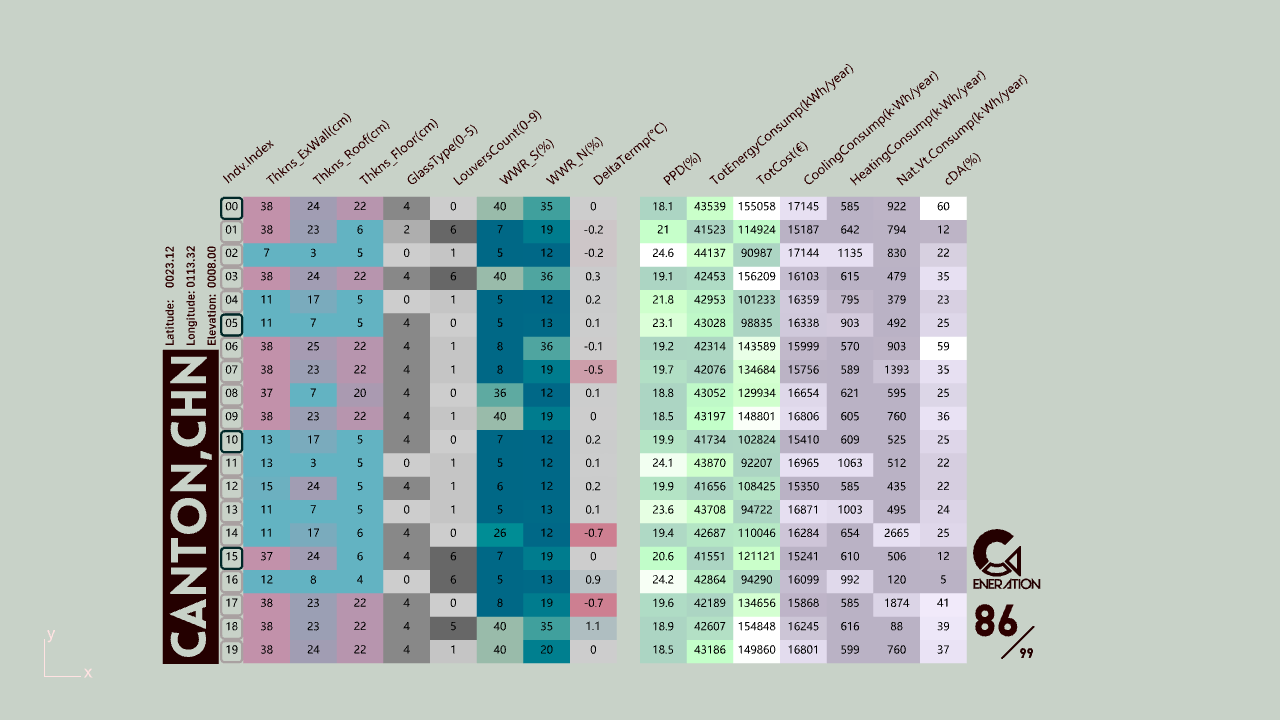 Indv.Index Thkns_ExWall(cm) Thkns_Roof(cm) Thkns_Floor(cm) GlassType(0-5) LouversCount(0-9) WWR_S(%) WWR_N(%) DeltaTermp(°C) PPD(%) TotEnergyConsump(kWh/year) TotCost(€) CoolingConsump(k·Wh/year) HeatingConsump(k·Wh/year) Nat.Vt.Consump(k·Wh/year) cDA(%)
00 38 24 22 4 0 40 35 0 18.1 43539 155058 17145 585 922 60
01 38 23 6 2 6 7 19 -0.2 21 41523 114924 15187 642 794 12
02 7 3 5 0 1 5 12 -0.2 24.6 44137 90987 17144 1135 830 22
03 38 24 22 4 6 40 36 0.3 19.1 42453 156209 16103 615 479 35
04 11 17 5 0 1 5 12 0.2 21.8 42953 101233 16359 795 379 23
05 11 7 5 4 0 5 13 0.1 23.1 43028 98835 16338 903 492 25
06 38 25 22 4 1 8 36 -0.1 19.2 42314 143589 15999 570 903 59
07 38 23 22 4 1 8 19 -0.5 19.7 42076 134684 15756 589 1393 35
08 37 7 20 4 0 36 12 0.1 18.8 43052 129934 16654 621 595 25
09 38 23 22 4 1 40 19 0 18.5 43197 148801 16806 605 760 36
10 13 17 5 4 0 7 12 0.2 19.9 41734 102824 15410 609 525 25
11 13 3 5 0 1 5 12 0.1 24.1 43870 92207 16965 1063 512 22
12 15 24 5 4 1 6 12 0.2 19.9 41656 108425 15350 585 435 22
13 11 7 5 0 1 5 13 0.1 23.6 43708 94722 16871 1003 495 24
14 11 17 6 4 0 26 12 -0.7 19.4 42687 110046 16284 654 2665 25
15 37 24 6 4 6 7 19 0 20.6 41551 121121 15241 610 506 12
16 12 8 4 0 6 5 13 0.9 24.2 42864 94290 16099 992 120 5
17 38 23 22 4 0 8 19 -0.7 19.6 42189 134656 15868 585 1874 41
18 38 23 22 4 5 40 35 1.1 18.9 42607 154848 16245 616 88 39
19 38 24 22 4 1 40 20 0 18.5 43186 149860 16801 599 760 37
Latitude: 0023.12
Longitude: 0113.32
Elevation: 0008.00
CANTON,CHN
GENERATION
86/99
y
x